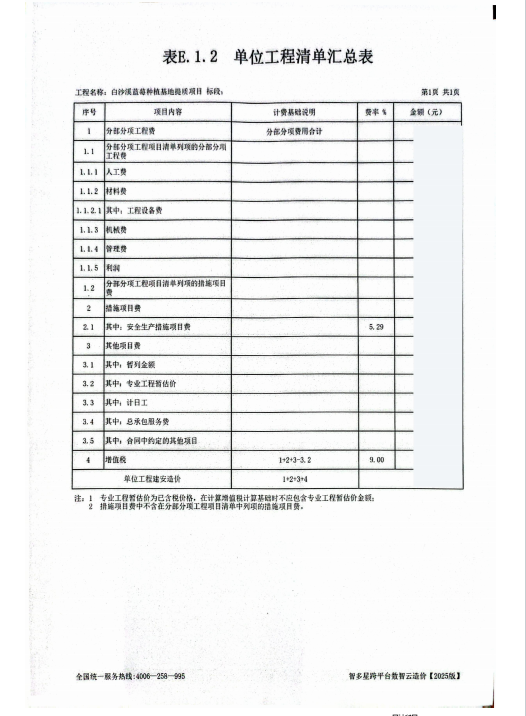 表E.1.2 单位工程清单汇总表
工程名称：白沙溪蓝莓种植基地提质项目 标段： 第1页 共1页
序号 项目内容 计费基础说明 费率 % 金额（元）
1 分部分项工程费 分部分项费用合计
1.1 分部分项工程项目清单列项的分部分项
工程费
1.1.1 人工费
1.1.2 材料费
1.1.2.1 其中：工程设备费
1.1.3 机械费
1.1.4 管理费
1.1.5 利润
1.2 分部分项工程项目清单列项的措施项目
费
2 措施项目费
2.1 其中：安全生产措施项目费 5.29
3 其他项目费
3.1 其中：暂列金额
3.2 其中：专业工程暂估价
3.3 其中：计日工
3.4 其中：总承包服务费
3.5 其中：合同中约定的其他项目
4 增值税 1+2+3-3.2 9.00
单位工程建安造价 1+2+3+4
注：1 专业工程暂估价为已含税价格，在计算增值税计算基础时不应包含专业工程暂估价金额；
2 措施项目费中不含在分部分项工程项目清单中列项的措施项目费。
全国统一服务热线：4006-258-995 智多星跨平台数智云造价【2025版】